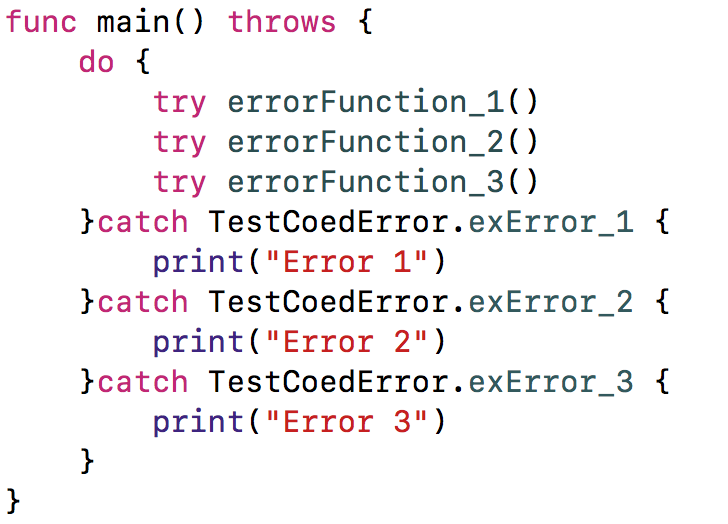 func main() throws {
    do {
        try errorFunction_1()
        try errorFunction_2()
        try errorFunction_3()
    }catch TestCoedError.exError_1 {
        print("Error 1")
    }catch TestCoedError.exError_2 {
        print("Error 2")
    }catch TestCoedError.exError_3 {
        print("Error 3")
    }
}